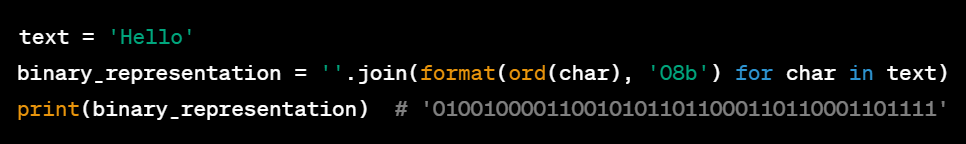 text = 'Hello'
binary_representation = ''.join(format(ord(char), '08b') for char in text)
print(binary_representation)  # '0100100001100101011011000110110001101111'